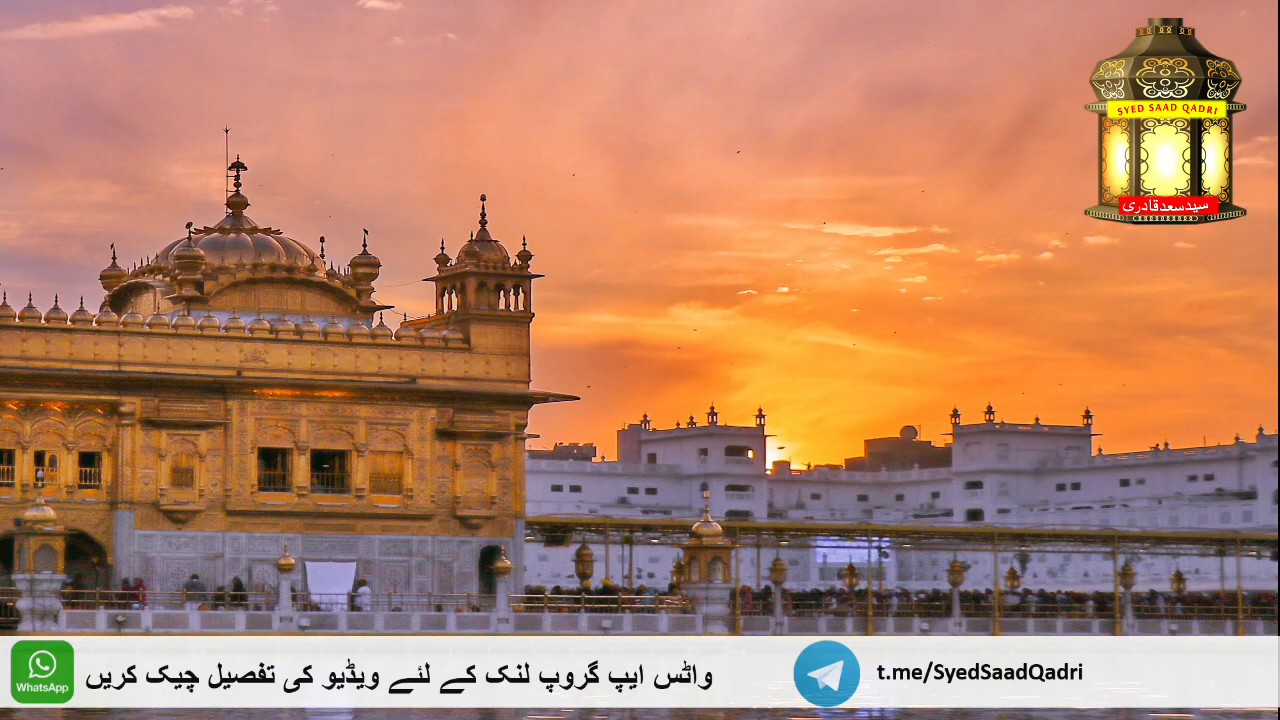 SYED SAAD QADRI
سیدسعدقادری
WhatsApp
واٹس ایپ گروپ لنک کے لئے ویڈیو کی تفصیل چیک کریں
t.me/SyedSaadQadri